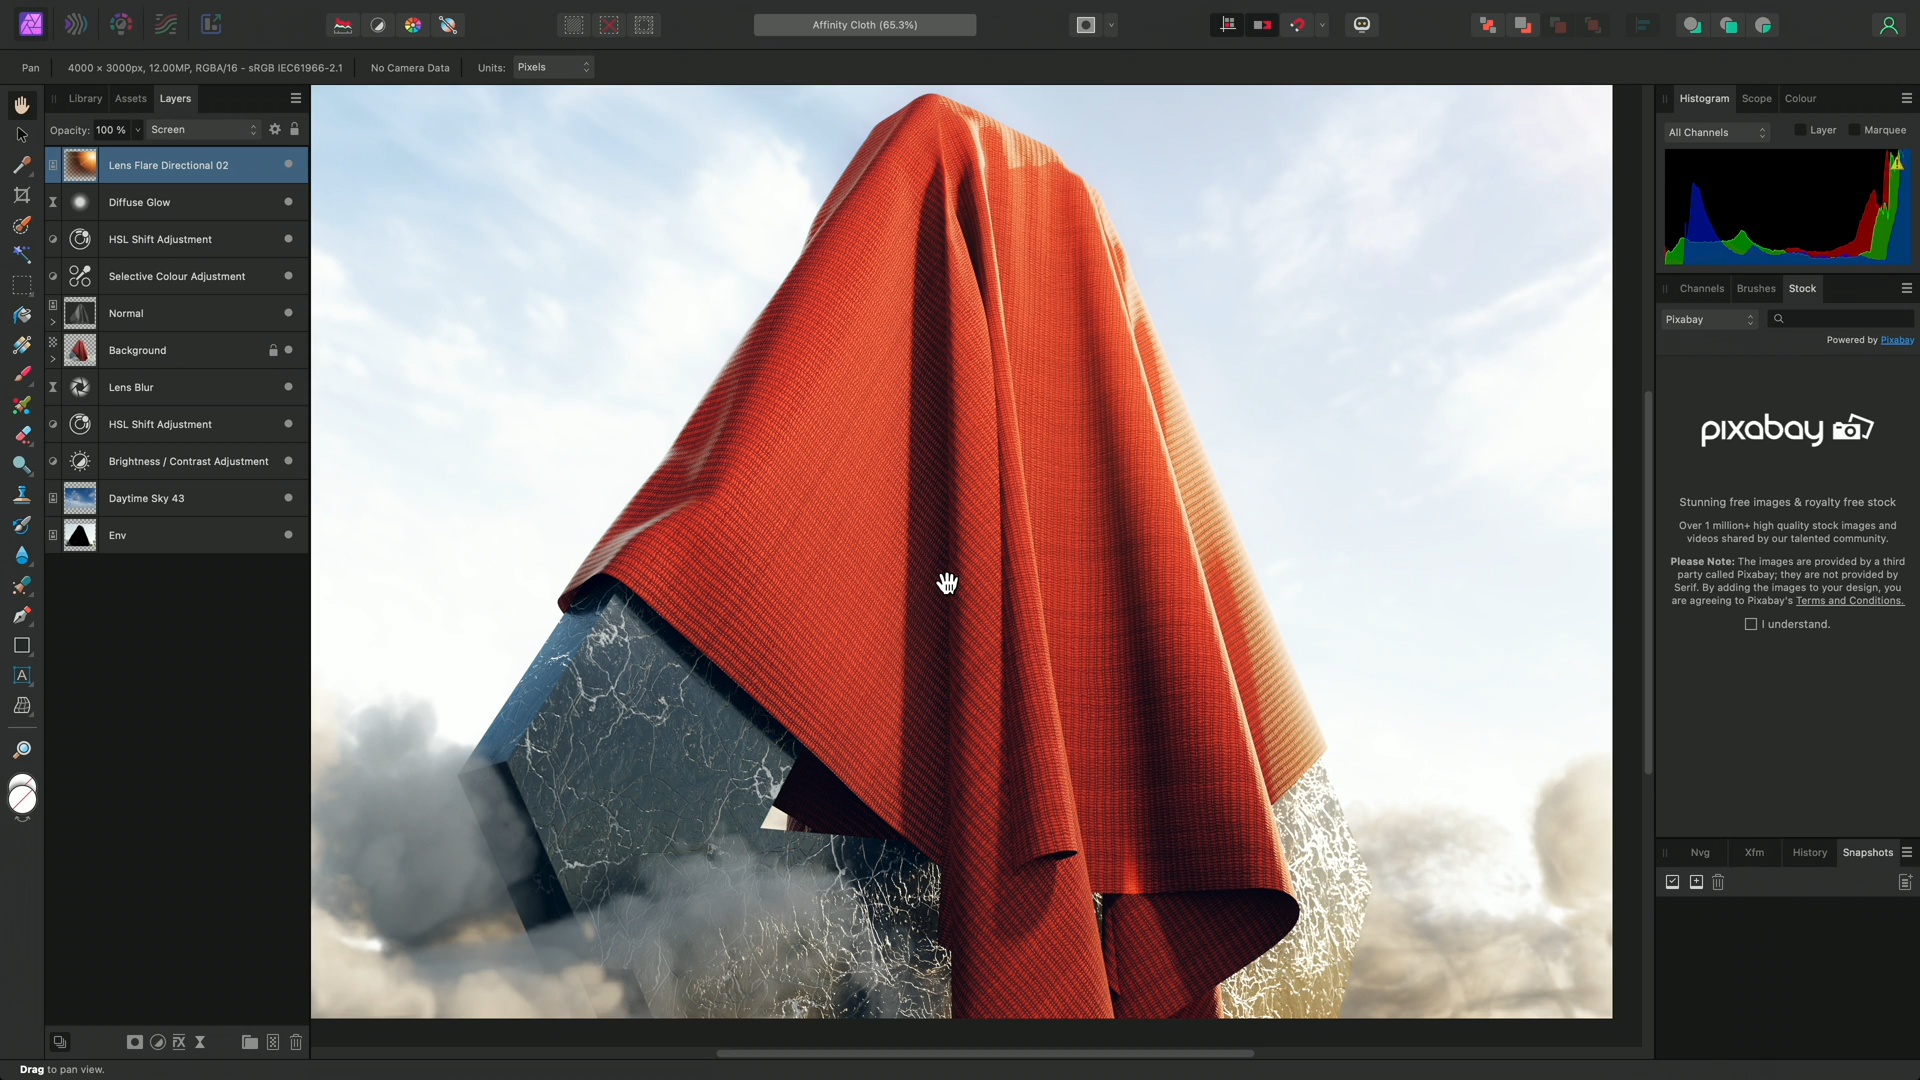 Affinity Cloth (65.3%)
Pan
4000 × 3000px, 12.00MP, RGBA/16 - sRGB IEC61966-2.1
No Camera Data
Units:
Pixels
Library
Assets
Layers
Opacity:
100 %
Screen
Lens Flare Directional 02
Diffuse Glow
HSL Shift Adjustment
Selective Colour Adjustment
Normal
Background
Lens Blur
HSL Shift Adjustment
Brightness / Contrast Adjustment
Daytime Sky 43
Env
FX
A
Drag to pan view.
Histogram
Scope
Colour
All Channels
Layer
Marquee
Channels
Brushes
Stock
Pixabay
Powered by Pixabay
pixabay
Stunning free images & royalty free stock
Over 1 million+ high quality stock images and
videos shared by our talented community.
Please Note: The images are provided by a third
party called Pixabay; they are not provided by
Serif. By adding the images to your design, you
are agreeing to Pixabay's Terms and Conditions.
I understand.
Nvg
Xfm
History
Snapshots